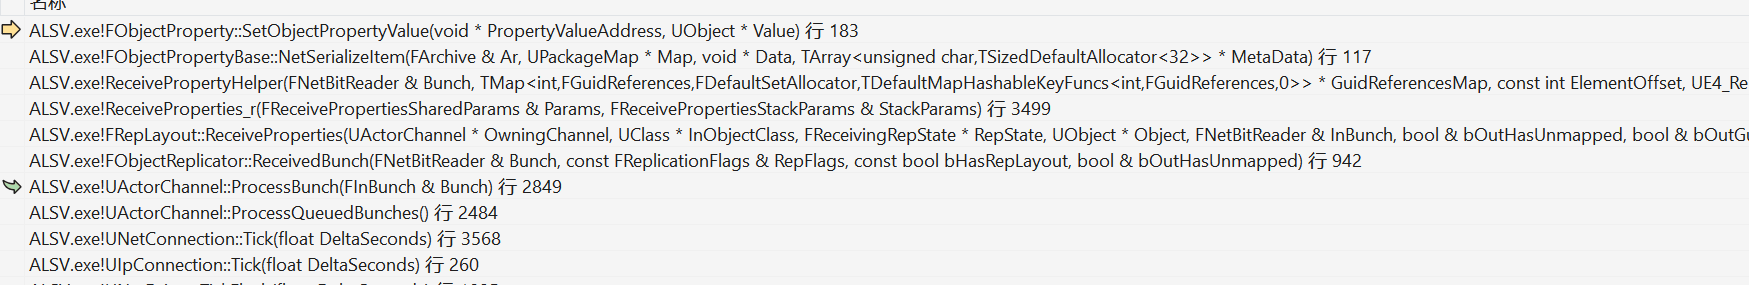 名称
ALSV.exe!FObjectProperty::SetObjectPropertyValue(void * PropertyValueAddress, UObject * Value) 行 183
ALSV.exe!FObjectPropertyBase::NetSerializeItem(FArchive & Ar, UPackageMap * Map, void * Data, TArray<unsigned char,TSizedDefaultAllocator<32>> * MetaData) 行 117
ALSV.exe!ReceivePropertyHelper(FNetBitReader & Bunch, TMap<int,FGuidReferences,FDefaultSetAllocator,TDefaultMapHashableKeyFuncs<int,FGuidReferences,0>> * GuidReferencesMap, const int ElementOffset, UE4_Re
ALSV.exe!ReceiveProperties_r(FReceivePropertiesSharedParams & Params, FReceivePropertiesStackParams & StackParams) 行 3499
ALSV.exe!FRepLayout::ReceiveProperties(UActorChannel * OwningChannel, UClass * InObjectClass, FReceivingRepState * RepState, UObject * Object, FNetBitReader & InBunch, bool & bOutHasUnmapped, bool & bOutGu
ALSV.exe!FObjectReplicator::ReceivedBunch(FNetBitReader & Bunch, const FReplicationFlags & RepFlags, const bool bHasRepLayout, bool & bOutHasUnmapped) 行 942
ALSV.exe!UActorChannel::ProcessBunch(FInBunch & Bunch) 行 2849
ALSV.exe!UActorChannel::ProcessQueuedBunches() 行 2484
ALSV.exe!UNetConnection::Tick(float DeltaSeconds) 行 3568
ALSV.exe!UIpConnection::Tick(float DeltaSeconds) 行 260